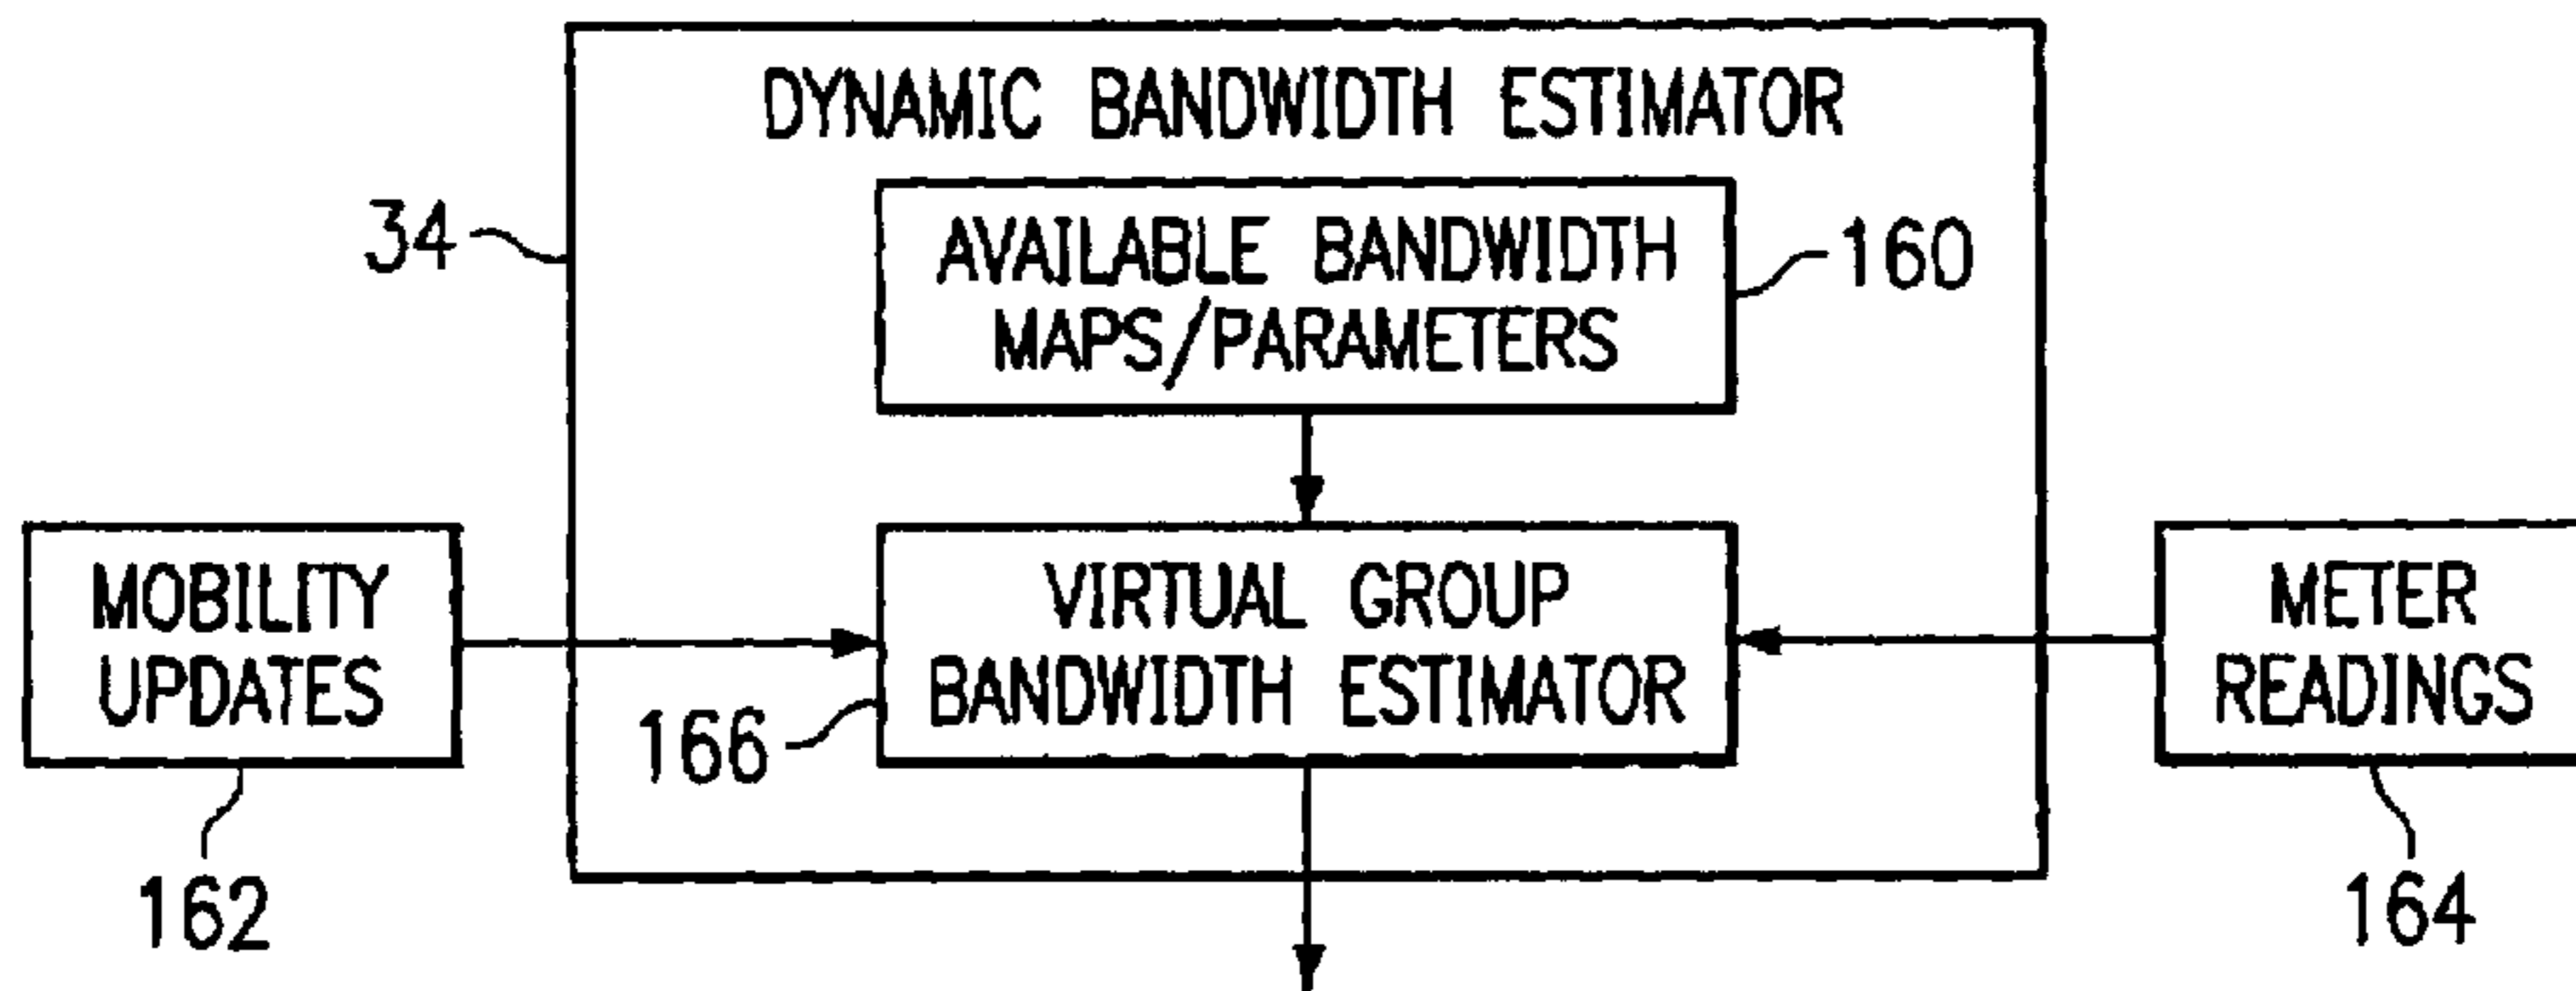 DYNAMIC BANDWIDTH ESTIMATOR
34
AVAILABLE BANDWIDTH
MAPS/PARAMETERS
160
MOBILITY
UPDATES
162
VIRTUAL GROUP
BANDWIDTH ESTIMATOR
166
METER
READINGS
164